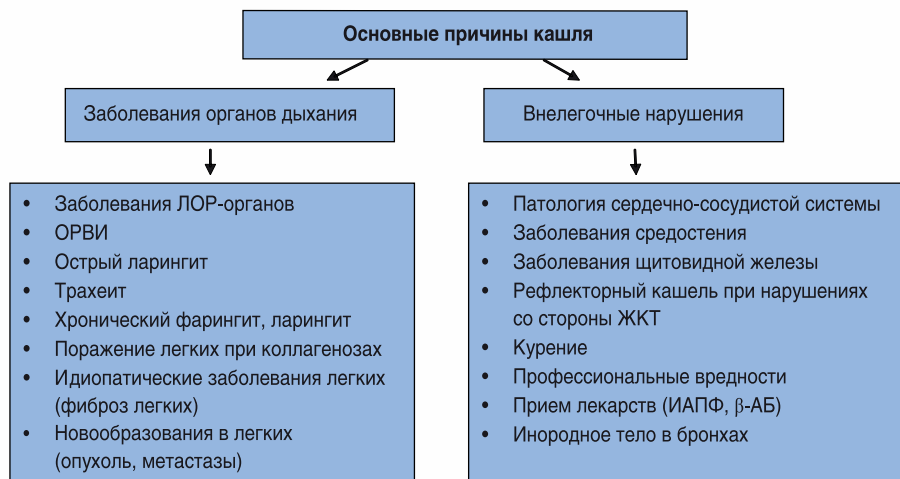 Основные причины кашля
Заболевания органов дыхания
Внелегочные нарушения
• Заболевания ЛОР-органов
• ОРВИ
• Острый ларингит
• Трахеит
• Хронический фарингит, ларингит
• Поражение легких при коллагенозах
• Идиопатические заболевания легких
(фиброз легких)
• Новообразования в легких
(опухоль, метастазы)
• Патология сердечно-сосудистой системы
• Заболевания средостения
• Заболевания щитовидной железы
• Рефлекторный кашель при нарушениях
со стороны ЖКТ
• Курение
• Профессиональные вредности
• Прием лекарств (ИАПФ, β-АБ)
• Инородное тело в бронхах